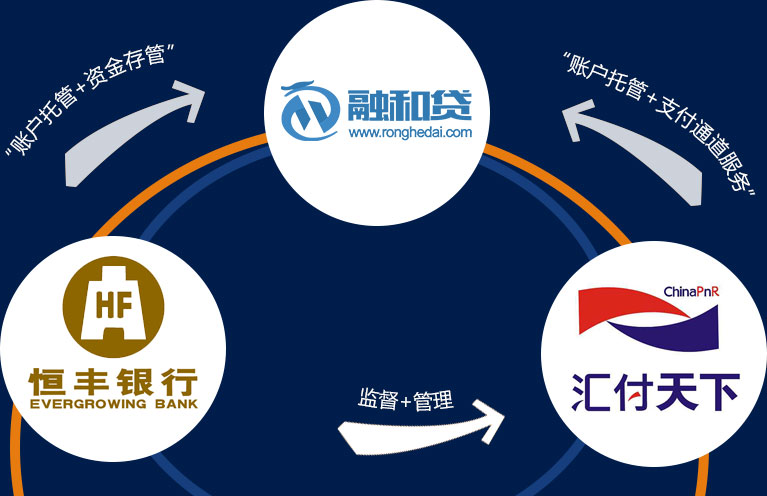 “账户托管+资金存管”
融和贷
www.ronghedai.com
“账户托管+支付通道服务”
HF
恒丰银行
EVERGROWING BANK
监督+管理
ChinaPnR
汇付天下